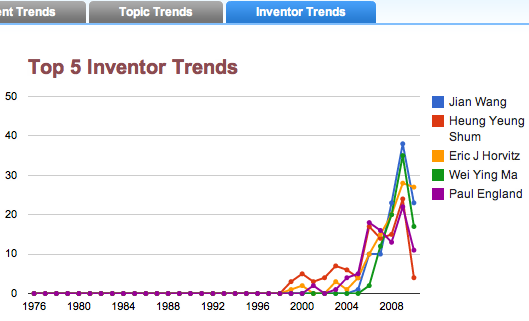 nt Trends
Topic Trends
Inventor Trends
Top 5 Inventor Trends
50
40
30
20
10
0
1976 1980 1984 1988 1992 1996 2000 2004 2008
Jian Wang
Heung Yeung
Shum
Eric J Horvitz
Wei Ying Ma
Paul England